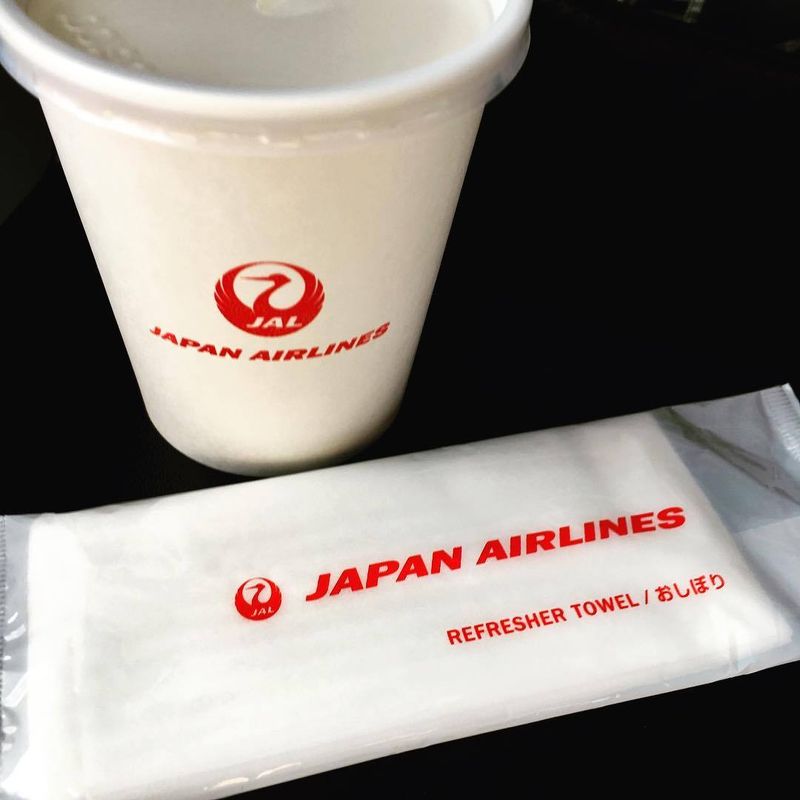 JAL
JAPAN AIRLINES
JAL
JAPAN AIRLINES
REFRESHER TOWEL / おしぼり